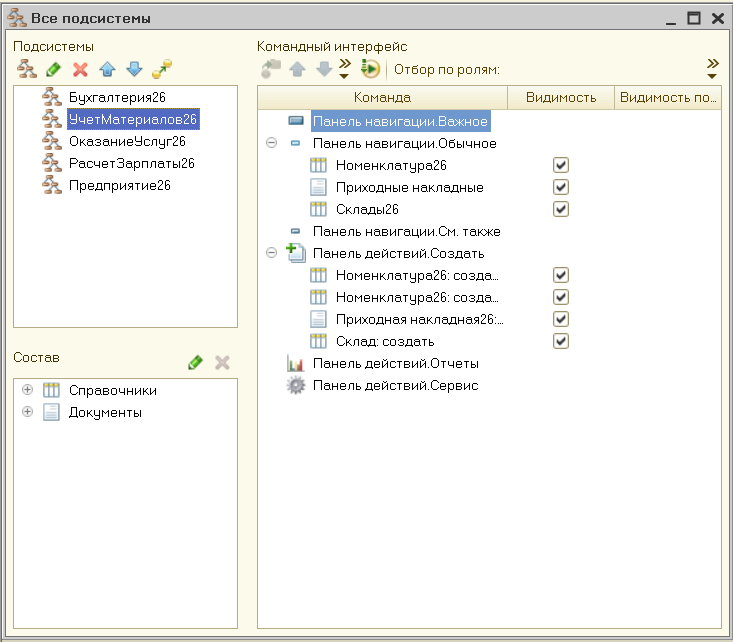 Все подсистемы
Подсистемы
Бухгалтерия26
УчетМатериалов26
ОказаниеУслуг26
РасчетЗарплаты26
Предприятие26
Состав
Справочники
Документы
Командный интерфейс
Отбор по ролям:
Команда Видимость Видимость по...
Панель навигации.Важное
Панель навигации.Обычное
Номенклатура26
Приходные накладные
Склады26
Панель навигации.См. также
Панель действий.Создать
Номенклатура26: созда...
Номенклатура26: созда...
Приходная накладная26:...
Склад: создать
Панель действий.Отчеты
Панель действий.Сервис